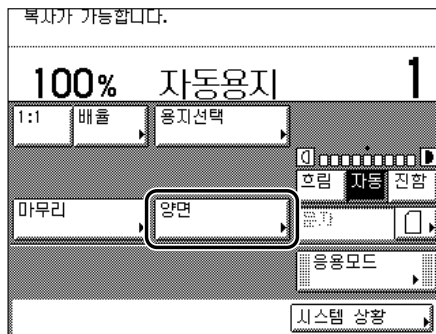 복사가 가능합니다.
100% 자동용지 1
1:1 배율 용지선택
흐림 자동 진함
마무리 양면 문자
응용모드
시스템 상황